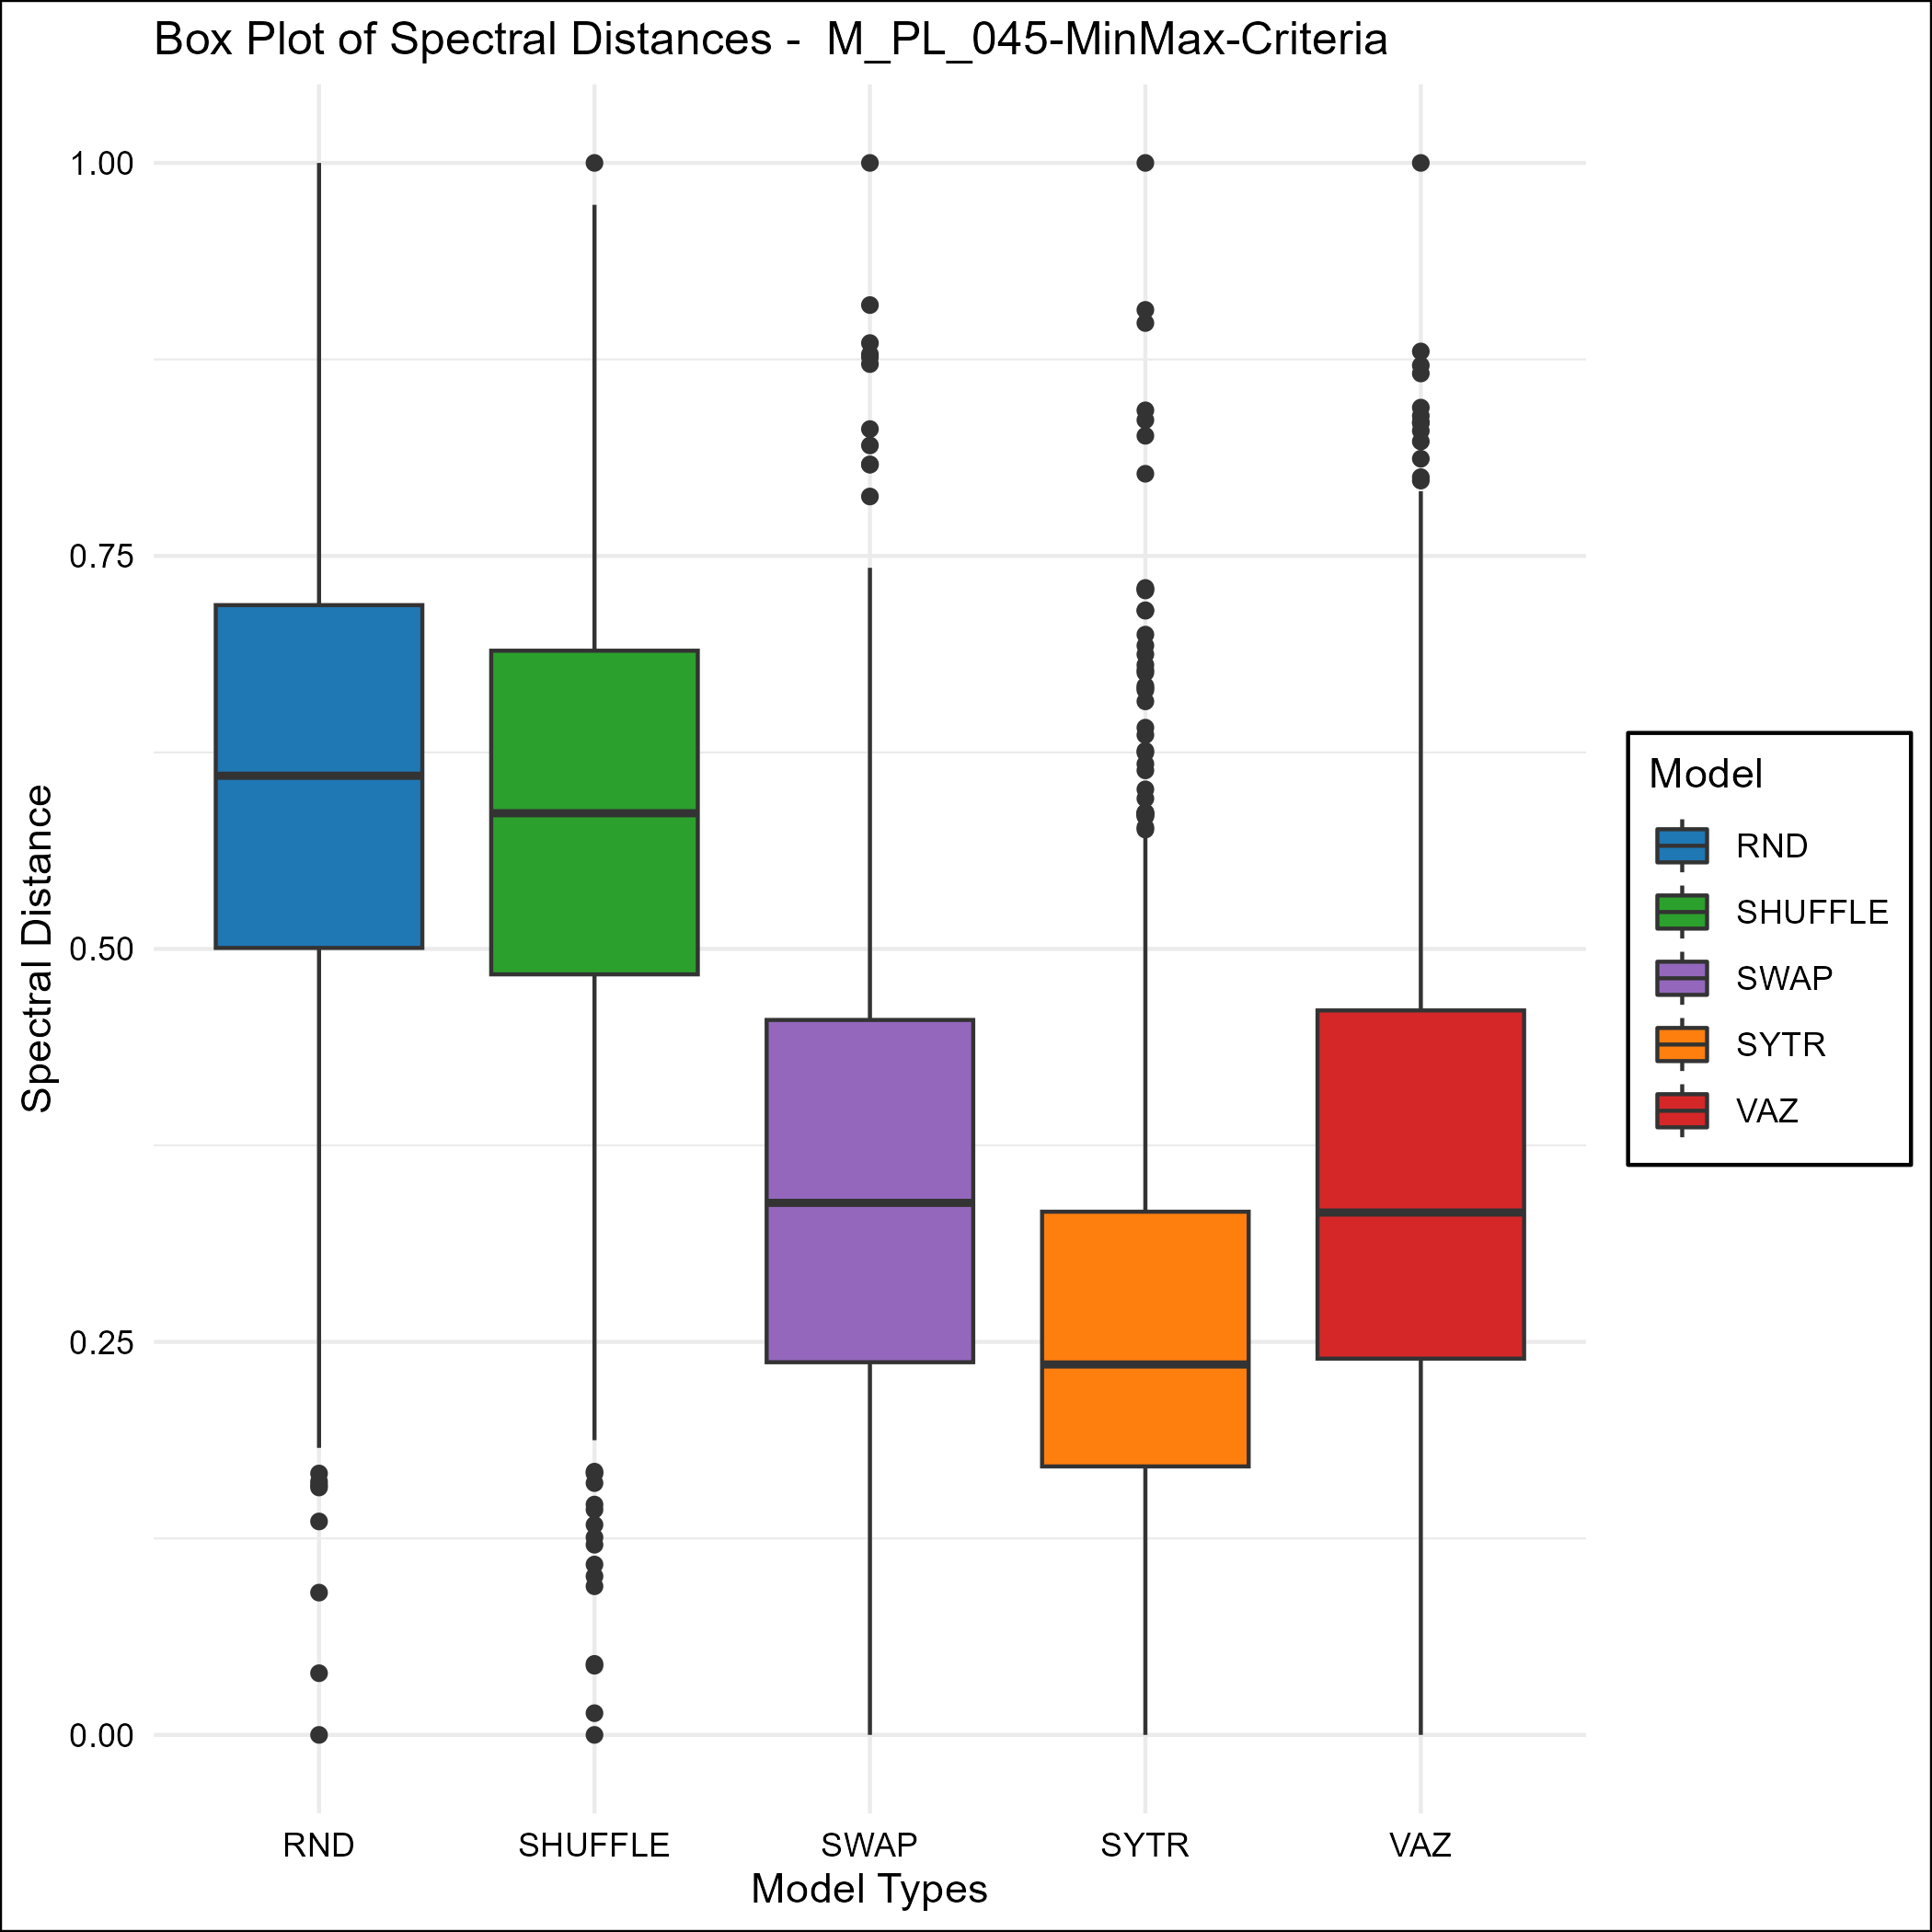 Box Plot of Spectral Distances -  M_PL_045-MinMax-Criteria
Spectral Distance
1.00
0.75
0.50
0.25
0.00
RND
SHUFFLE
SWAP
SYTR
VAZ
Model Types
Model
RND
SHUFFLE
SWAP
SYTR
VAZ